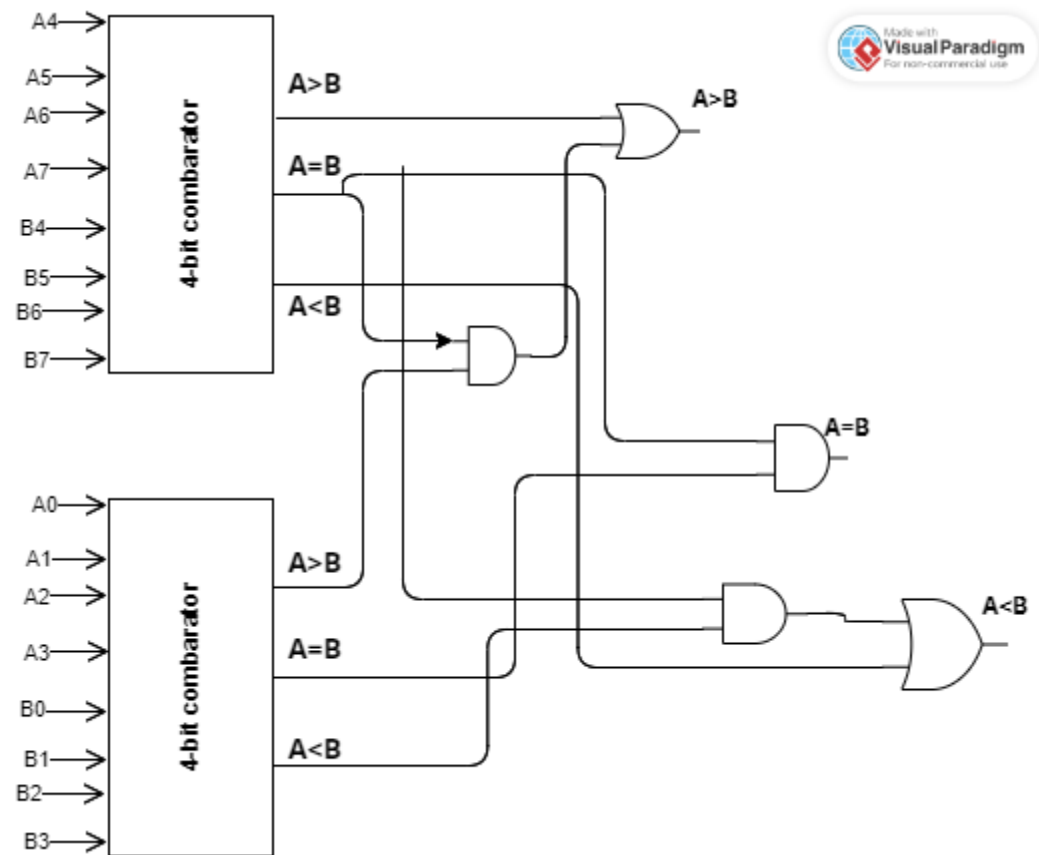 A4
A5
A6
A7
B4
B5
B6
B7
4-bit combarator
A>B
A=B
A<B
A>B
Made with
Visual Paradigm
For non-commercial use
A=B
A0
A1
A2
A3
B0
B1
B2
B3
4-bit combarator
A>B
A=B
A<B
A<B